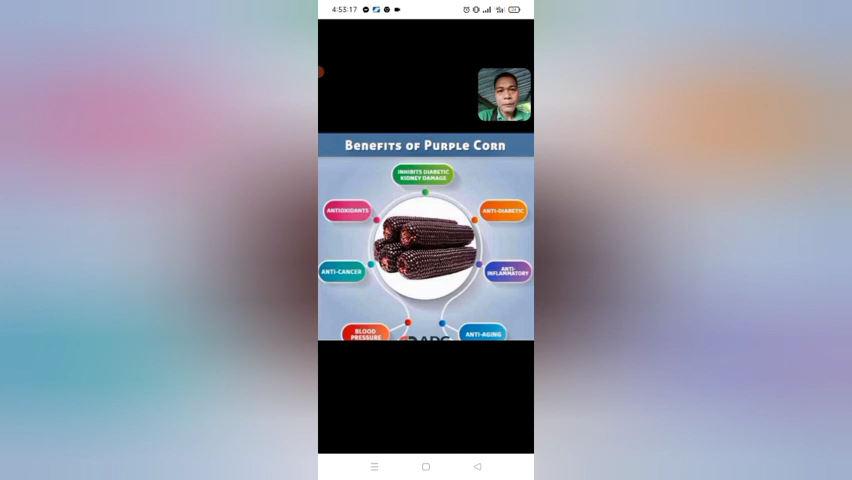 4:53:17
BENEFITS OF PURPLE CORN
INHIBITS DIABETIC
KIDNEY DAMAGE
ANTIOXIDANTS
ANTI-DIABETIC
ANTI-CANCER
ANTI-
INFLAMMATORY
BLOOD
PRESSURE
ANTI-AGING